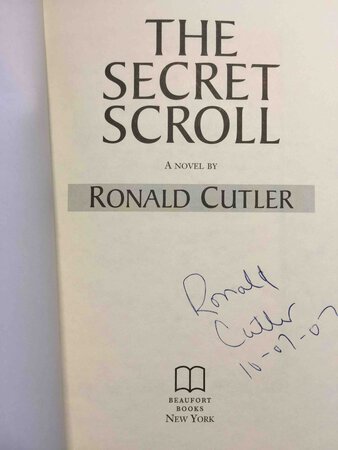 THE
SECRET
SCROLL
A NOVEL BY
RONALD CUTLER
Ronald
Cutler
10-07-07
BEAUFORT
BOOKS
NEW YORK